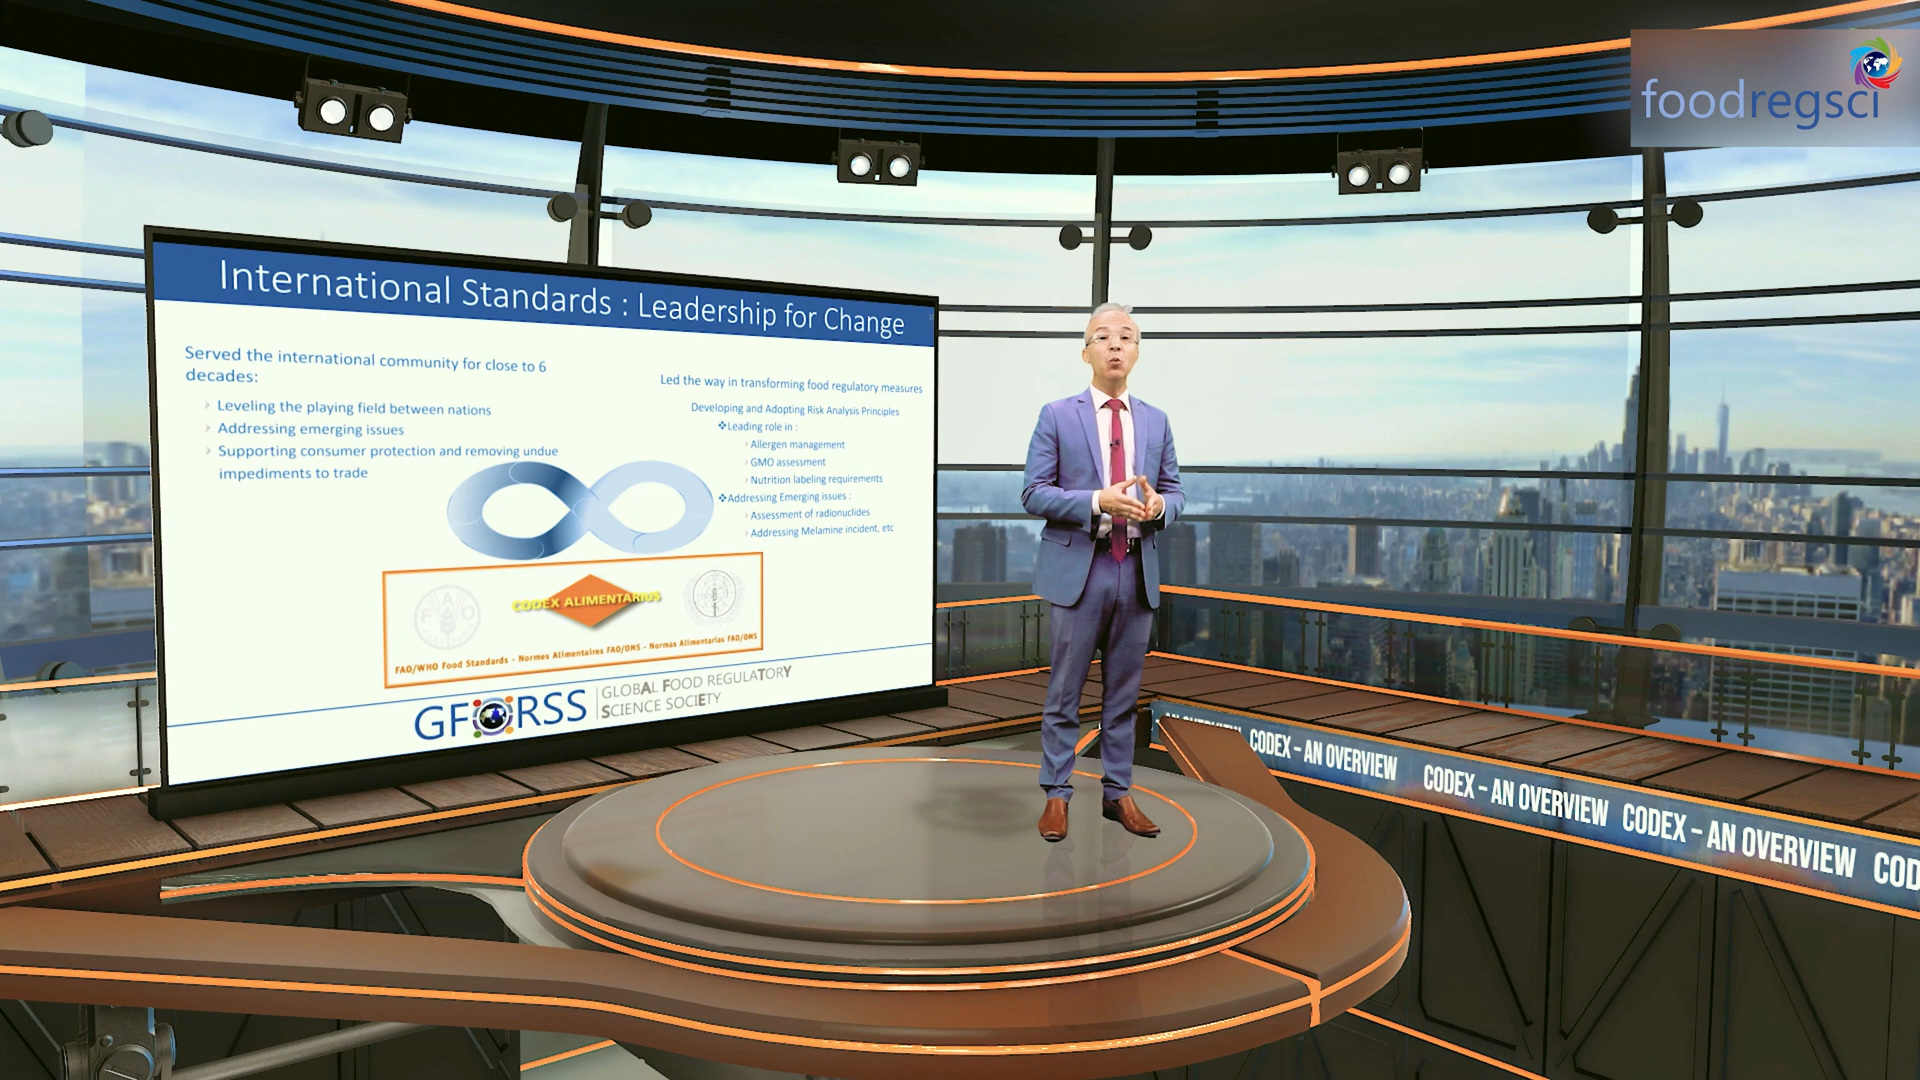 foodregsci
International Standards : Leadership for Change
Served the international community for close to 6
decades:
Leveling the playing field between nations
Addressing emerging issues
Supporting consumer protection and removing undue
impediments to trade
Led the way in transforming food regulatory measures
Developing and Adopting Risk Analysis Principles
❖Leading role in :
Allergen management
GMO assessment
Nutrition labeling requirements
❖Addressing Emerging issues :
Assessment of radionuclides
Addressing Melamine incident, etc
FAO
CODEX ALIMENTARIUS
FAO/WHO Food Standards - Normes Alimentaires FAO/OMS - Normas Alimentarias FAO/OMS
GFORSS
GLOBAL FOOD REGULATORY
SCIENCE SOCIETY
AN OVERVIEW CODEX – AN OVERVIEW CODEX – AN OVERVIEW CODEX – AN OVERVIEW COD